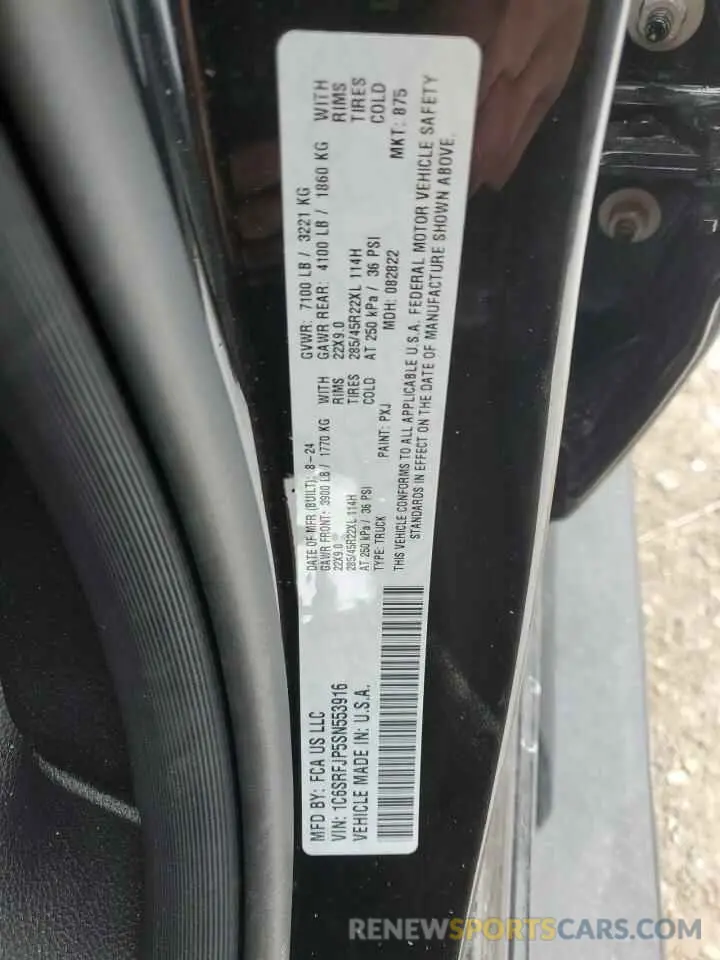 MFD BY: FCA US LLC
VIN: 1C6SRFJP5SN553916
VEHICLE MADE IN: U.S.A.
DATE OF MFR (BUILT): 8-24 GVWR: 7100 LB / 3221 KG
GAWR FRONT: 3900 LB / 1770 KG WITH GAWR REAR: 4100 LB / 1860 KG WITH
22X9.0 RIMS 22X9.0 RIMS
285/45R22XL 114H TIRES 285/45R22XL 114H TIRES
AT 250 kPa / 36 PSI COLD AT 250 kPa / 36 PSI COLD
TYPE: TRUCK PAINT: PXJ MDH: 082822 MKT: 875
THIS VEHICLE CONFORMS TO ALL APPLICABLE U.S.A. FEDERAL MOTOR VEHICLE SAFETY
STANDARDS IN EFFECT ON THE DATE OF MANUFACTURE SHOWN ABOVE.
RENEWSPORTSCARS.COM